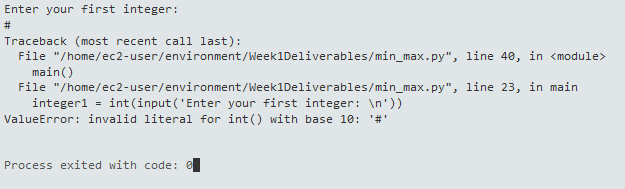 Enter your first integer:
#
Traceback (most recent call last):
  File "/home/ec2-user/environment/Week1Deliverables/min_max.py", line 40, in <module>
    main()
  File "/home/ec2-user/environment/Week1Deliverables/min_max.py", line 23, in main
    integer1 = int(input('Enter your first integer: \n'))
ValueError: invalid literal for int() with base 10: '#'
Process exited with code: 0